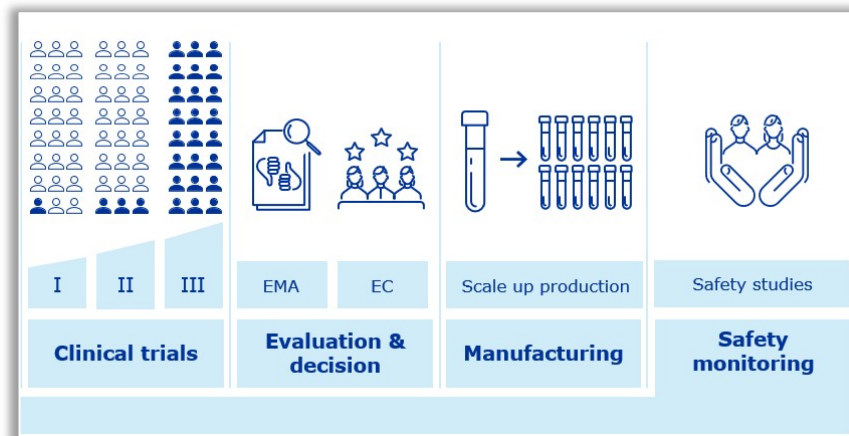 I
II
III
EMA
EC
Scale up production
Safety studies
Clinical trials
Evaluation &
decision
Manufacturing
Safety
monitoring